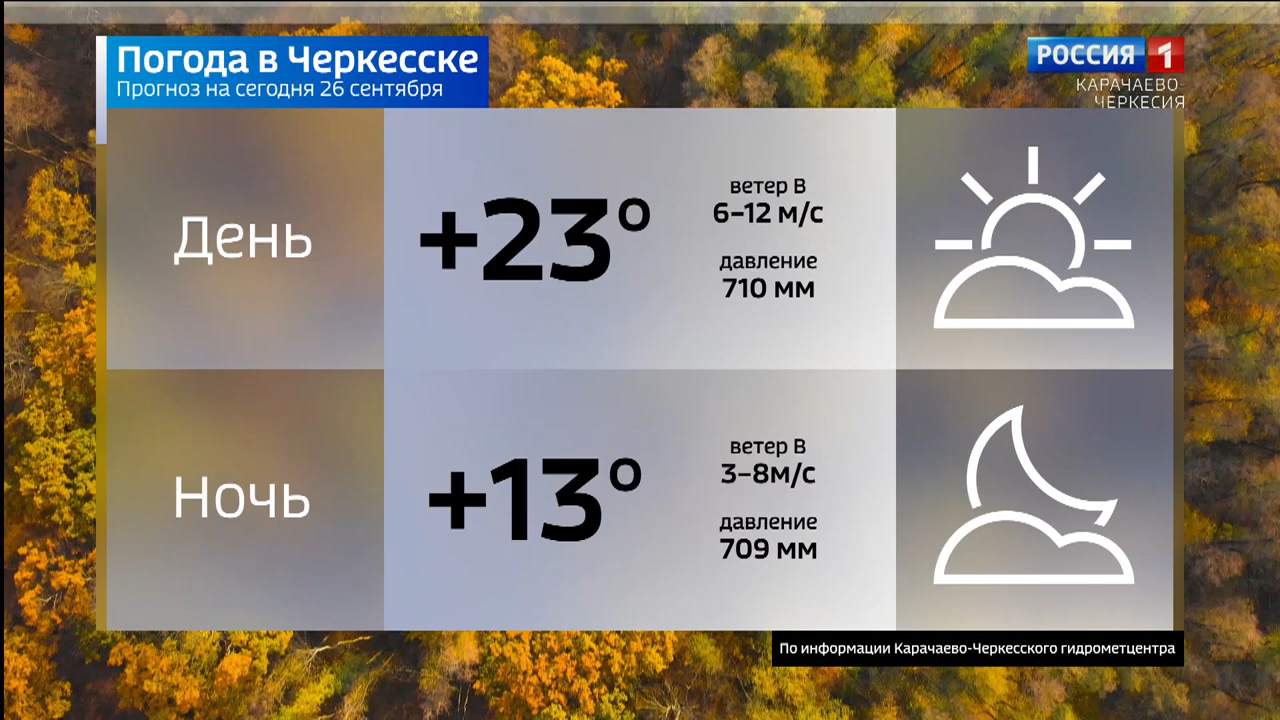 Погода в Черкесске
Прогноз на сегодня 26 сентября
РОССИЯ 1
КАРАЧАЕВО-
ЧЕРКЕСИЯ
День
+23°
ветер В
6–12 м/с
давление
710 мм
Ночь
+13°
ветер В
3–8м/с
давление
709 мм
По информации Карачаево-Черкесского гидрометцентра